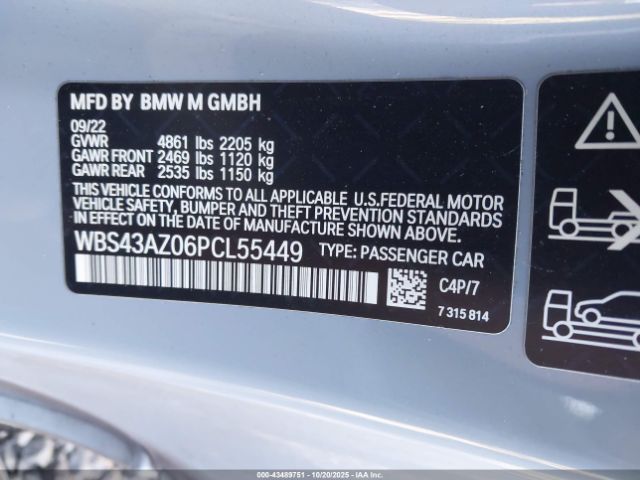 MFD BY BMW M GMBH
09/22
GVWR 4861 lbs 2205 kg
GAWR FRONT 2469 lbs 1120 kg
GAWR REAR 2535 lbs 1150 kg
THIS VEHICLE CONFORMS TO ALL APPLICABLE U.S.FEDERAL MOTOR
VEHICLE SAFETY, BUMPER AND THEFT PREVENTION STANDARDS
IN EFFECT ON THE DATE OF MANUFACTURE SHOWN ABOVE.
WBS43AZ06PCL55449 TYPE: PASSENGER CAR
C4P/7
7 315 814
000-43489751 | 10/20/2025 | Copart, Inc.